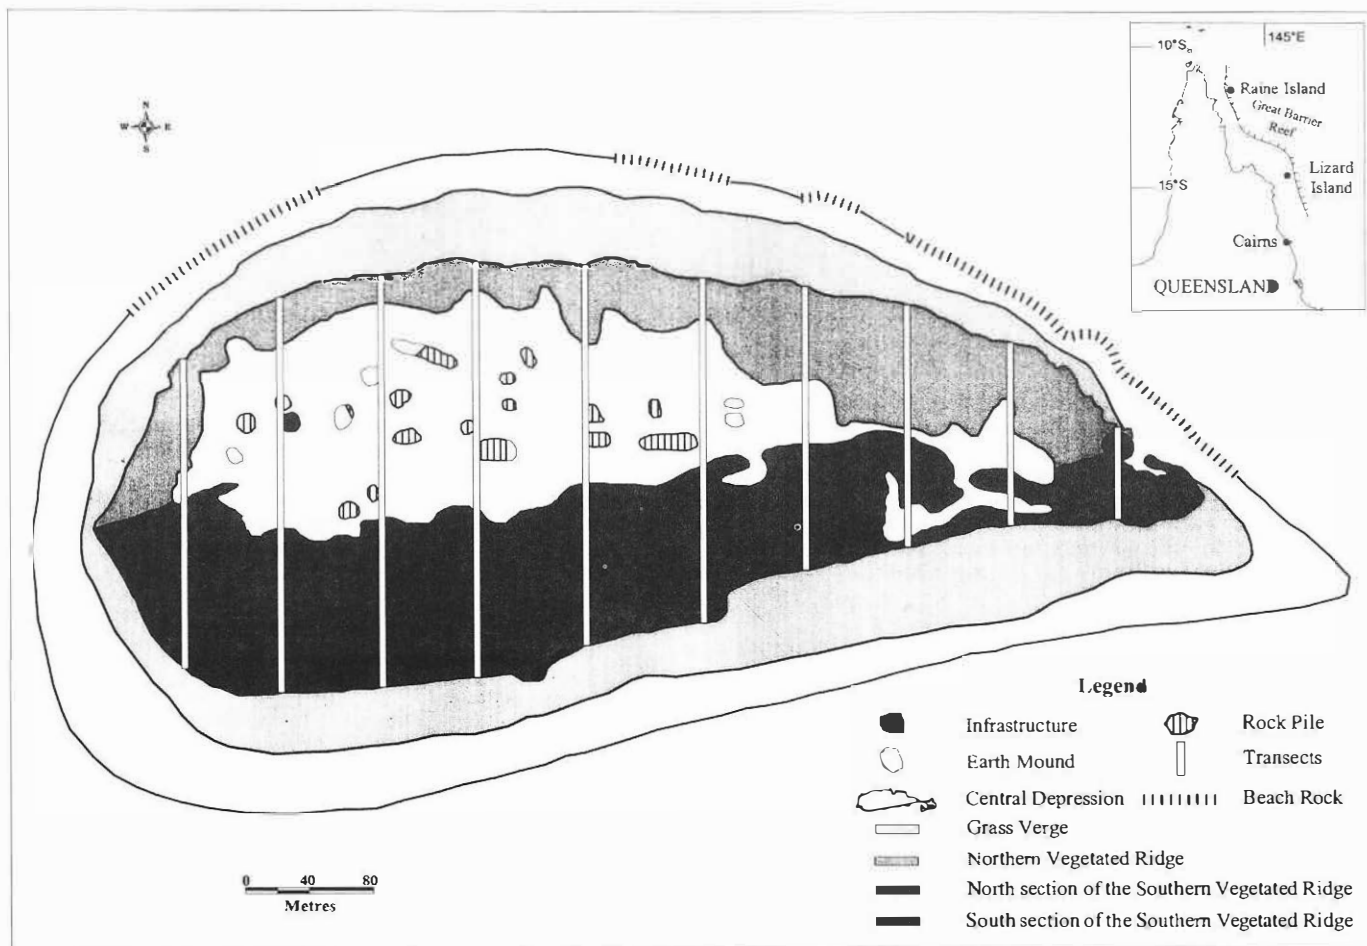 10°S
145°E
Raine Island
Great Barrier
Reef
Lizard
Island
15°S
Cairns
QUEENSLAND
N
W E
S
Legend
Infrastructure
Rock Pile
Earth Mound
Transects
Central Depression
Beach Rock
Grass Verge
Northern Vegetated Ridge
North section of the Southern Vegetated Ridge
South section of the Southern Vegetated Ridge
0 40 80
Metres